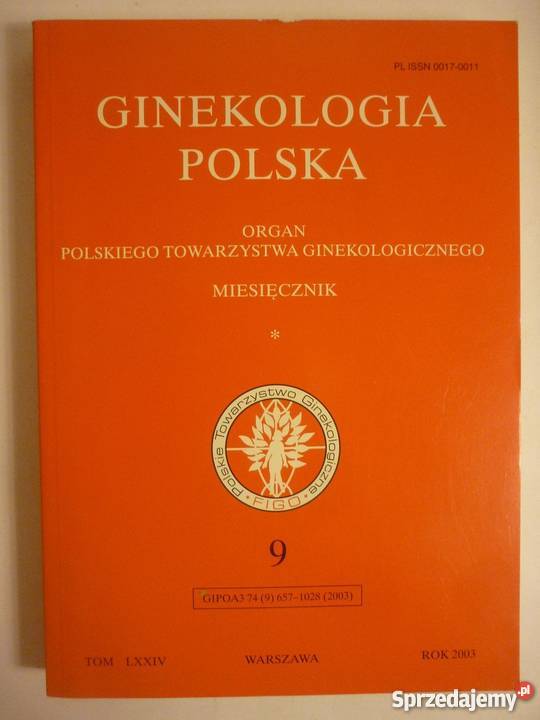 PL ISSN 0017-0011
GINEKOLOGIA
POLSKA
ORGAN
POLSKIEGO TOWARZYSTWA GINEKOLOGICZNEGO
MIESIĘCZNIK
*
Polskie Towarzystwo Ginekologiczne
• FIGO •
9
GIPOA3 74 (9) 657–1028 (2003)
TOM LXXIV WARSZAWA ROK 2003
Sprzedajemy.pl